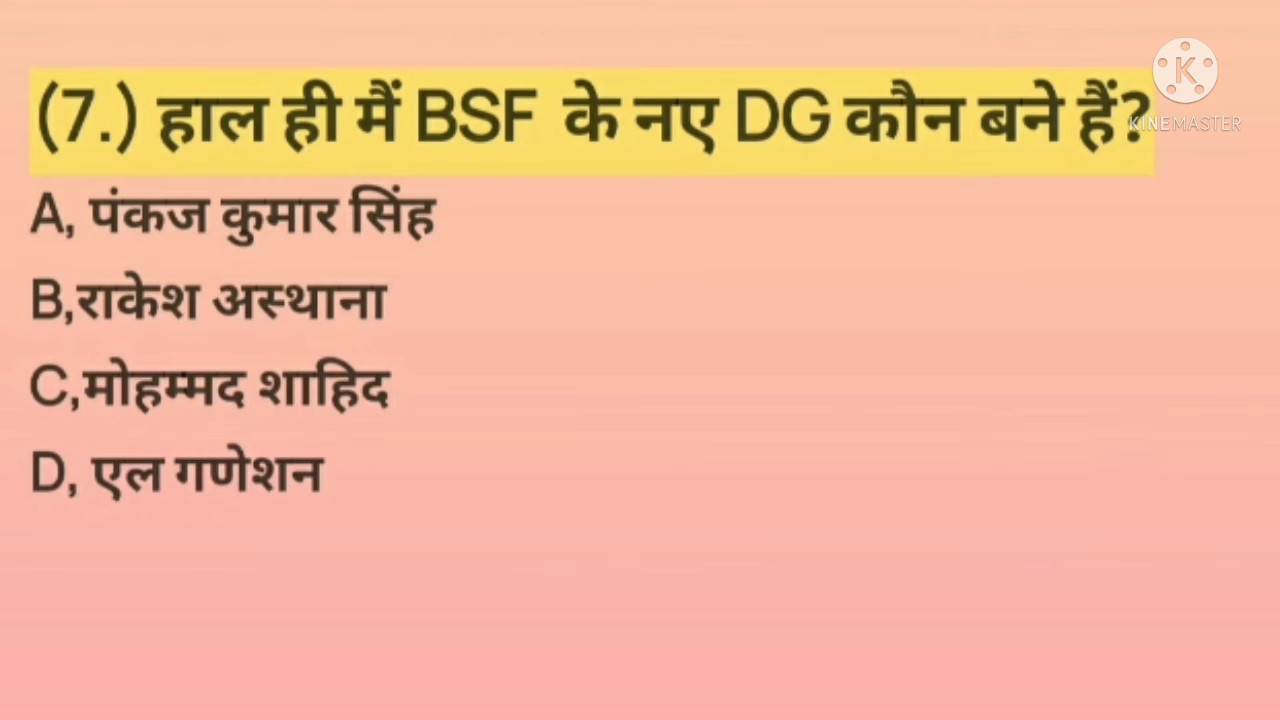 (7.) हाल ही मैं BSF के नए DG कौन बने हैं?
A, पंकज कुमार सिंह
B,राकेश अस्थाना
C,मोहम्मद शाहिद
D, एल गणेशन
K
KINEMASTER